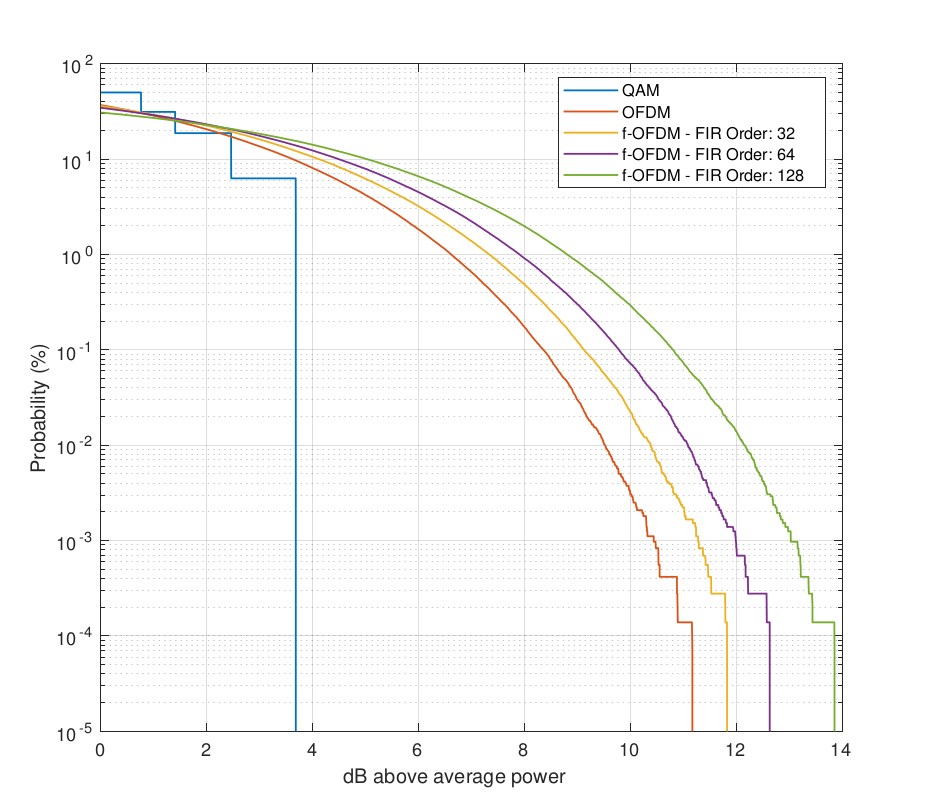 QAM
OFDM
f-OFDM - FIR Order: 32
f-OFDM - FIR Order: 64
f-OFDM - FIR Order: 128
Probability (%)
10^2
10^1
10^0
10^-1
10^-2
10^-3
10^-4
10^-5
0 2 4 6 8 10 12 14
dB above average power